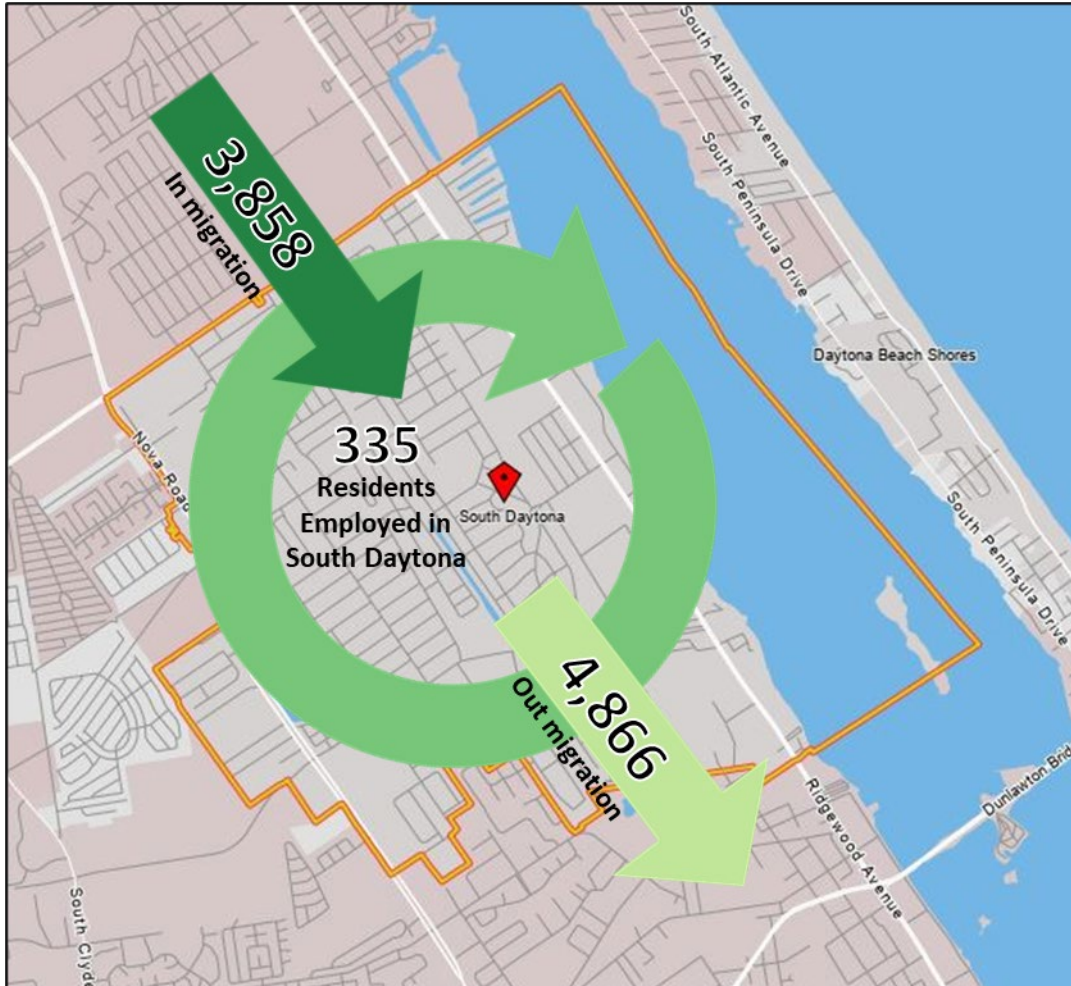 South Atlantic Avenue
South Peninsula Drive
3,858
In migration
Daytona Beach Shores
335
Residents
Employed in
South Daytona
South Daytona
Nova Road
South Peninsula Drive
4,866
Out migration
Ridgewood Avenue
Dunlawton Brid
South Clyde